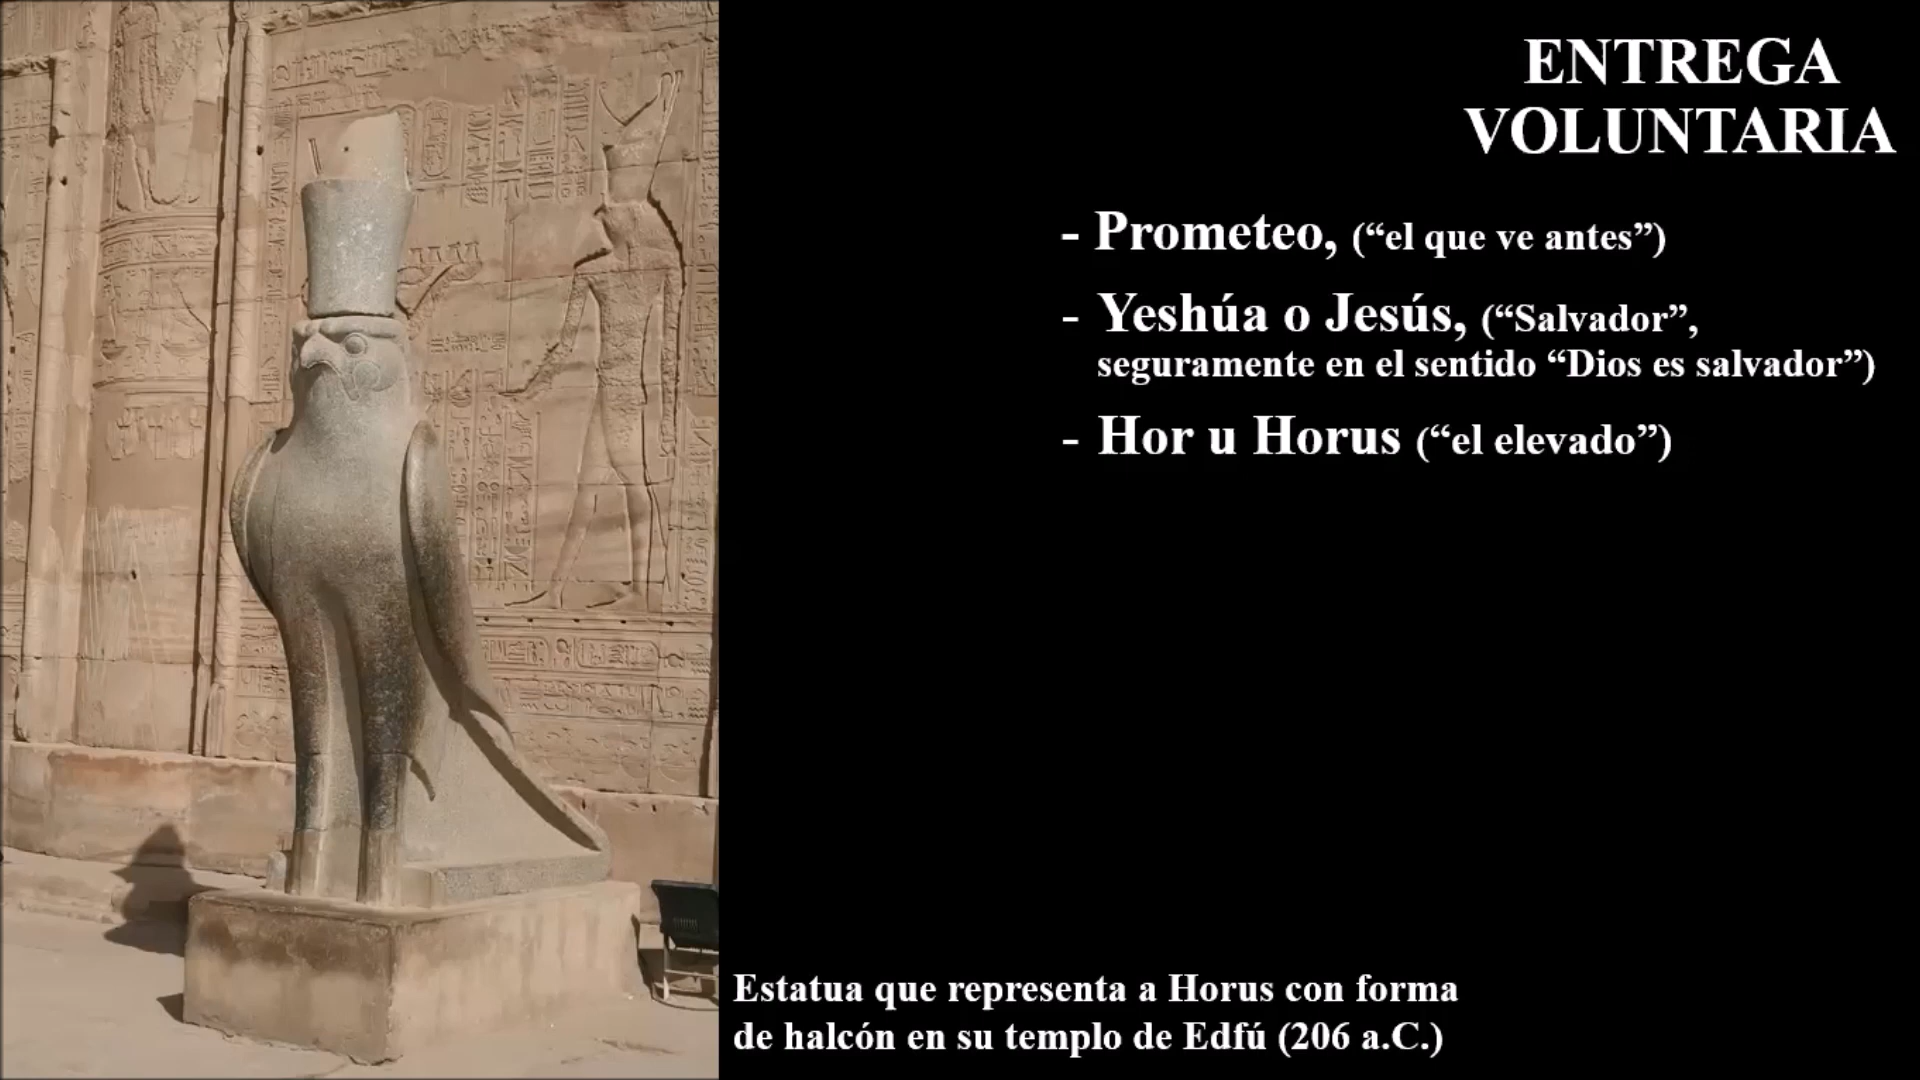 ENTREGA
VOLUNTARIA
- Prometeo, (“el que ve antes”)
- Yeshúa o Jesús, (“Salvador”,
seguramente en el sentido “Dios es salvador”)
- Hor u Horus (“el elevado”)
Estatua que representa a Horus con forma
de halcón en su templo de Edfú (206 a.C.)